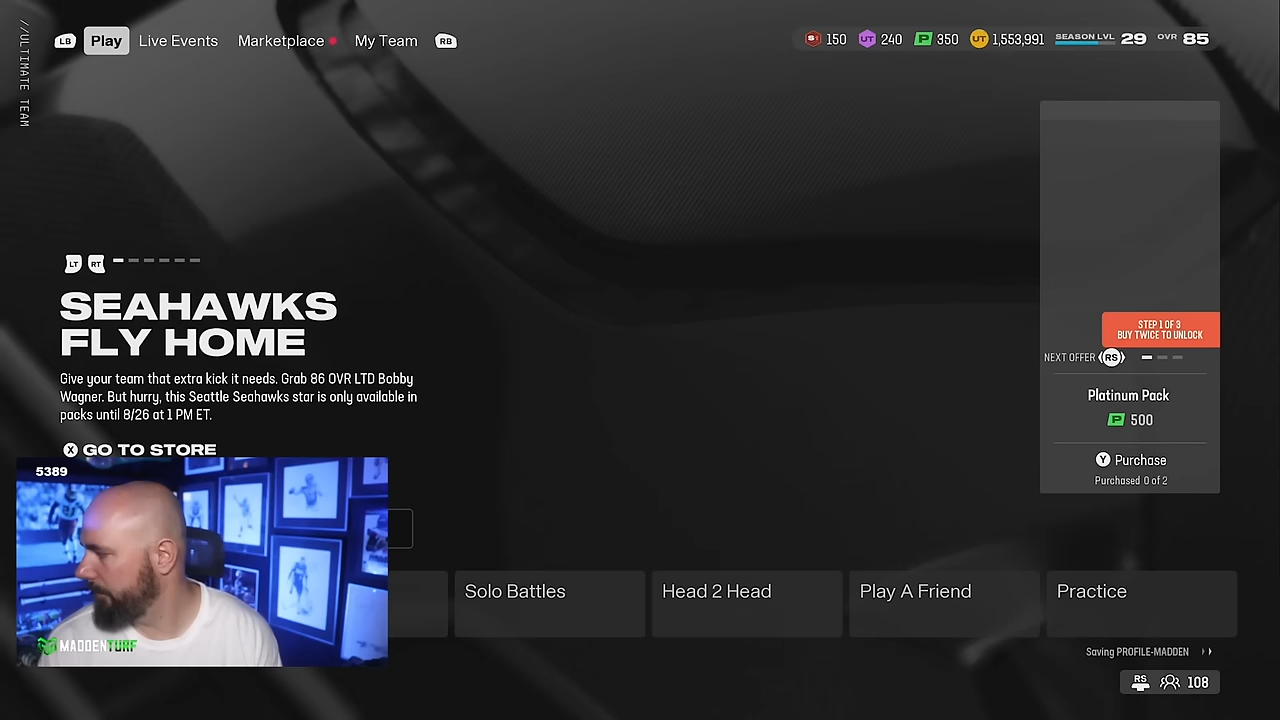 //ULTIMATE TEAM
LB Play Live Events Marketplace My Team RB
150 UT 240 P 350 UT 1,553,991 SEASON LVL 29 OVR 85
LT RT
SEAHAWKS
FLY HOME
Give your team that extra kick it needs. Grab 86 OVR LTD Bobby
Wagner. But hurry, this Seattle Seahawks star is only available in
packs until 8/26 at 1 PM ET.
X GO TO STORE
STEP 1 OF 3
BUY TWICE TO UNLOCK
NEXT OFFER RS
Platinum Pack
P 500
Y Purchase
Purchased 0 of 2
5389
MADDENTURF
Solo Battles
Head 2 Head
Play A Friend
Practice
Saving PROFILE-MADDEN
RS 108